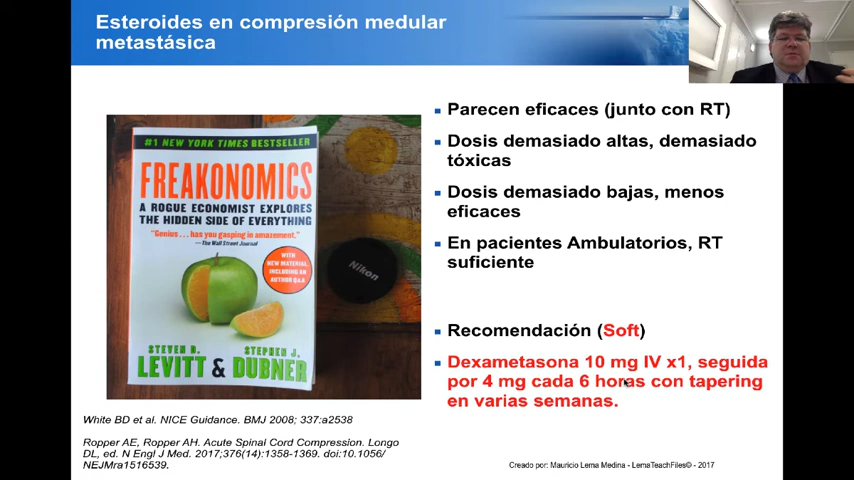 Esteroides en compresión medular
metastásica
#1 NEW YORK TIMES BESTSELLER
FREAKONOMICS
A ROGUE ECONOMIST EXPLORES
THE HIDDEN SIDE OF EVERYTHING
"Genius... has you gasping in amazement."
—The Wall Street Journal
WITH
NEW MATERIAL,
INCLUDING AN
AUTHOR Q&A
Nikon
STEVEN D.
LEVITT &
STEPHEN J.
DUBNER
Parecen eficaces (junto con RT)
Dosis demasiado altas, demasiado
tóxicas
Dosis demasiado bajas, menos
eficaces
En pacientes Ambulatorios, RT
suficiente
Recomendación (Soft)
Dexametasona 10 mg IV x1, seguida
por 4 mg cada 6 horas con tapering
en varias semanas.
White BD et al. NICE Guidance. BMJ 2008; 337:a2538
Ropper AE, Ropper AH. Acute Spinal Cord Compression. Longo
DL, ed. N Engl J Med. 2017;376(14):1358-1369. doi:10.1056/
NEJMra1516539.
Creado por: Mauricio Lema Medina - LemaTeachFiles© - 2017